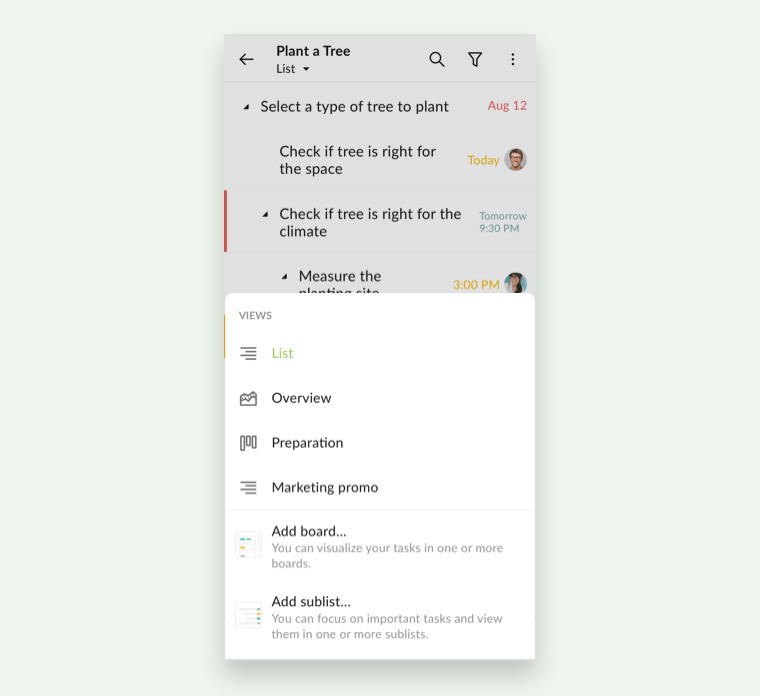 Plant a Tree
List
Select a type of tree to plant
Aug 12
Check if tree is right for
the space
Today
Check if tree is right for the
climate
Tomorrow
9:30 PM
Measure the
planting site
3:00 PM
VIEWS
List
Overview
Preparation
Marketing promo
Add board...
You can visualize your tasks in one or more
boards.
Add sublist...
You can focus on important tasks and view
them in one or more sublists.